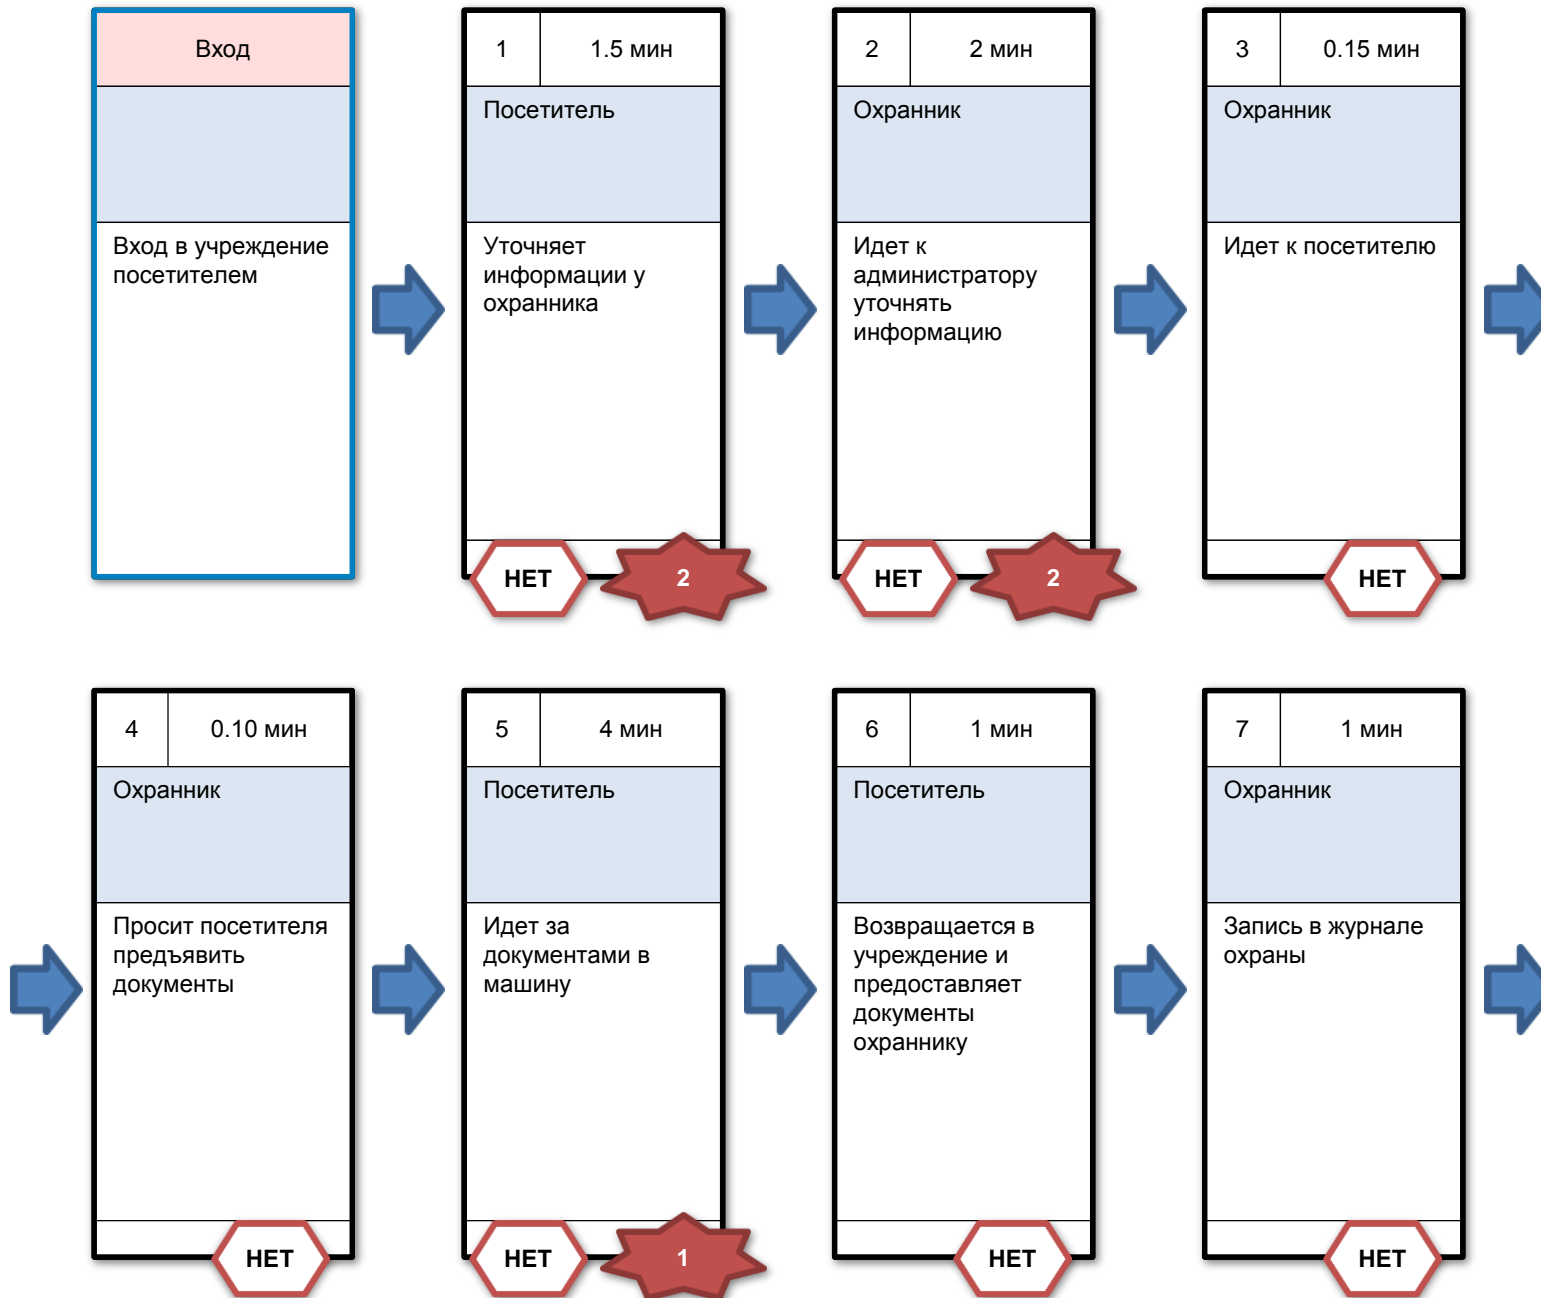 Вход
1
1.5 мин
2
2 мин
3
0.15 мин
Посетитель
Охранник
Охранник
Вход в учреждение
посетителем
Уточняет
информации у
охранника
Идет к
администратору
уточнять
информацию
Идет к посетителю
НЕТ
2
НЕТ
2
НЕТ
4
0.10 мин
5
4 мин
6
1 мин
7
1 мин
Охранник
Посетитель
Посетитель
Охранник
Просит посетителя
предъявить
документы
Идет за
документами в
машину
Возвращается в
учреждение и
предоставляет
документы
охраннику
Запись в журнале
охраны
НЕТ
НЕТ
1
НЕТ
НЕТ